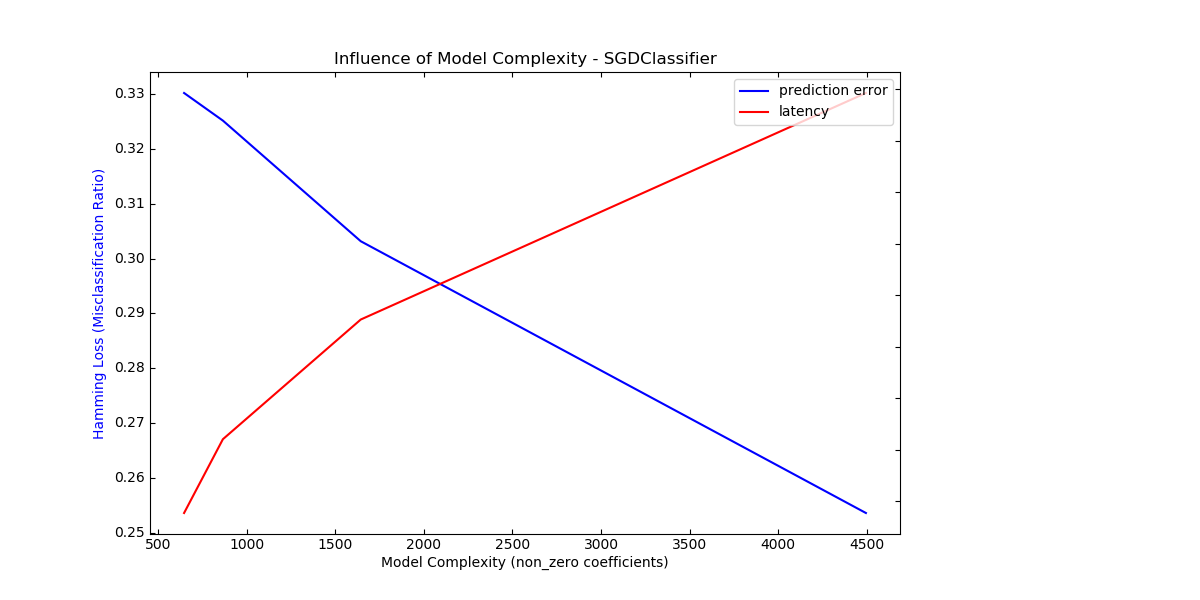 Influence of Model Complexity - SGDClassifier
prediction error
latency
0.33
0.32
0.31
0.30
0.29
0.28
0.27
0.26
0.25
Hamming Loss (Misclassification Ratio)
500 1000 1500 2000 2500 3000 3500 4000 4500
Model Complexity (non_zero coefficients)